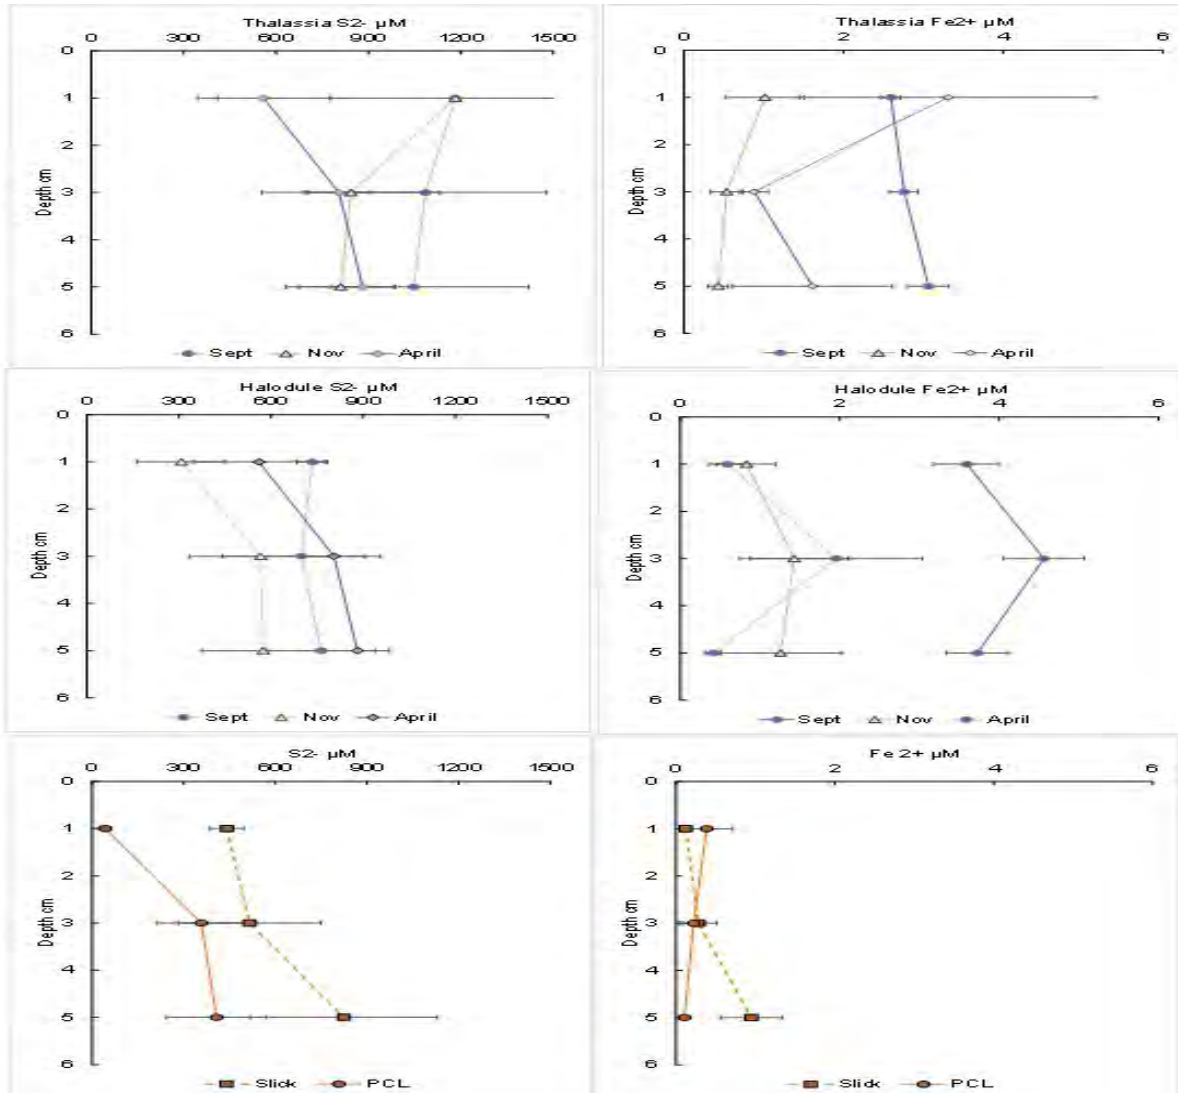 Thalassia S2- µM
0 300 600 900 1200 1500
0
1
2
3
4
5
6
Depth cm
Sept Nov April
Thalassia Fe2+ µM
0 2 4 6
0
1
2
3
4
5
6
Depth cm
Sept Nov April
Halodule S2- µM
0 300 600 900 1200 1500
0
1
2
3
4
5
6
Depth cm
Sept Nov April
Halodule Fe2+ µM
0 2 4 6
0
1
2
3
4
5
6
Depth cm
Sept Nov April
S2- µM
0 300 600 900 1200 1500
0
1
2
3
4
5
6
Depth cm
Slick PCL
Fe 2+ µM
0 2 4 6
0
1
2
3
4
5
6
Depth cm
Slick PCL